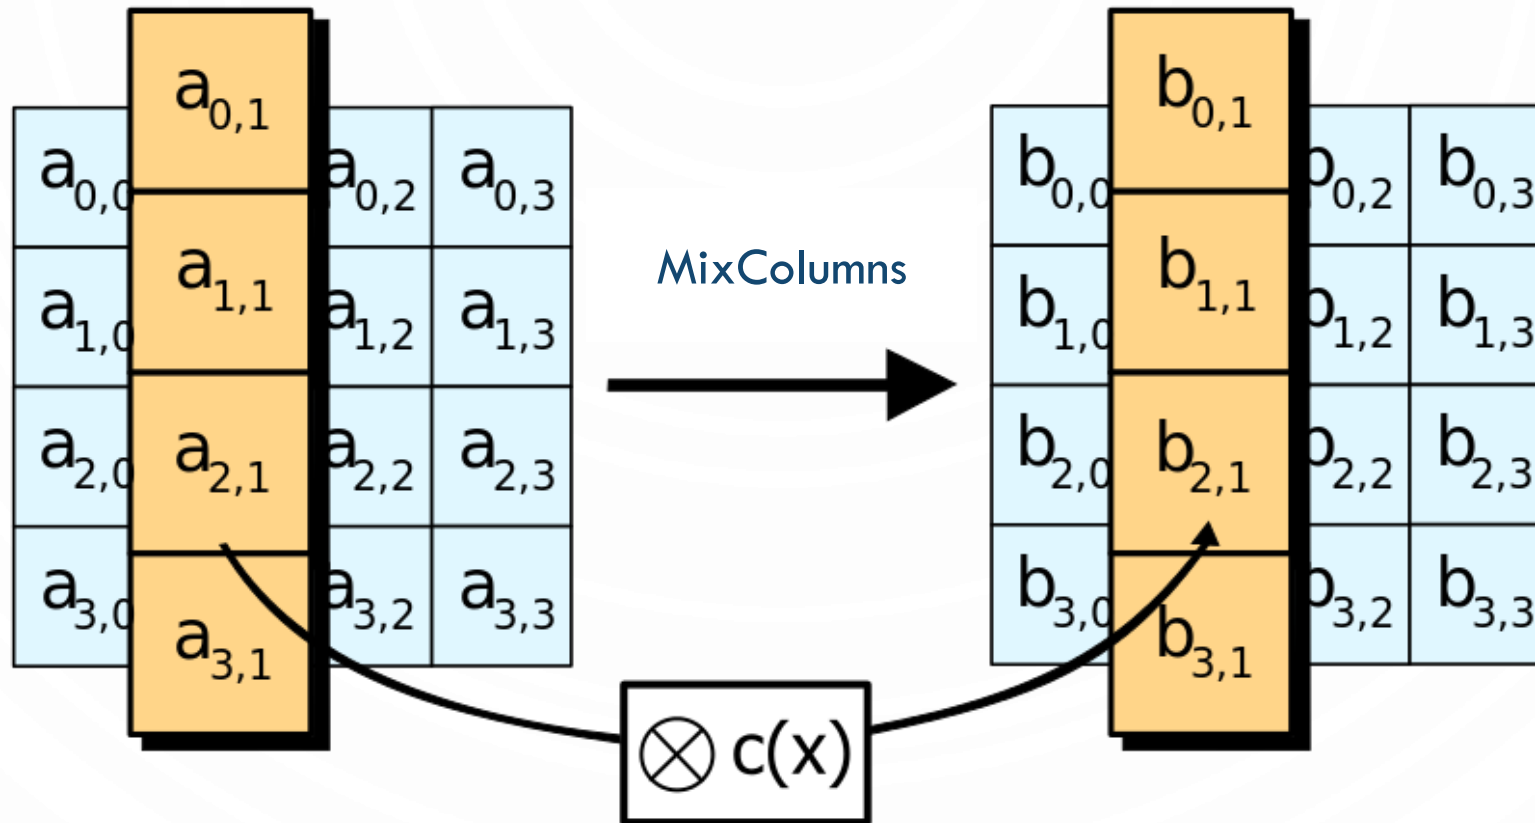 a0,1
a0,0 a0,2 a0,3
a1,1
a1,0 a1,2 a1,3
a2,1
a2,0 a2,2 a2,3
a3,1
a3,0 a3,2 a3,3
MixColumns
⊗ c(x)
b0,1
b0,0 b0,2 b0,3
b1,1
b1,0 b1,2 b1,3
b2,1
b2,0 b2,2 b2,3
b3,1
b3,0 b3,2 b3,3